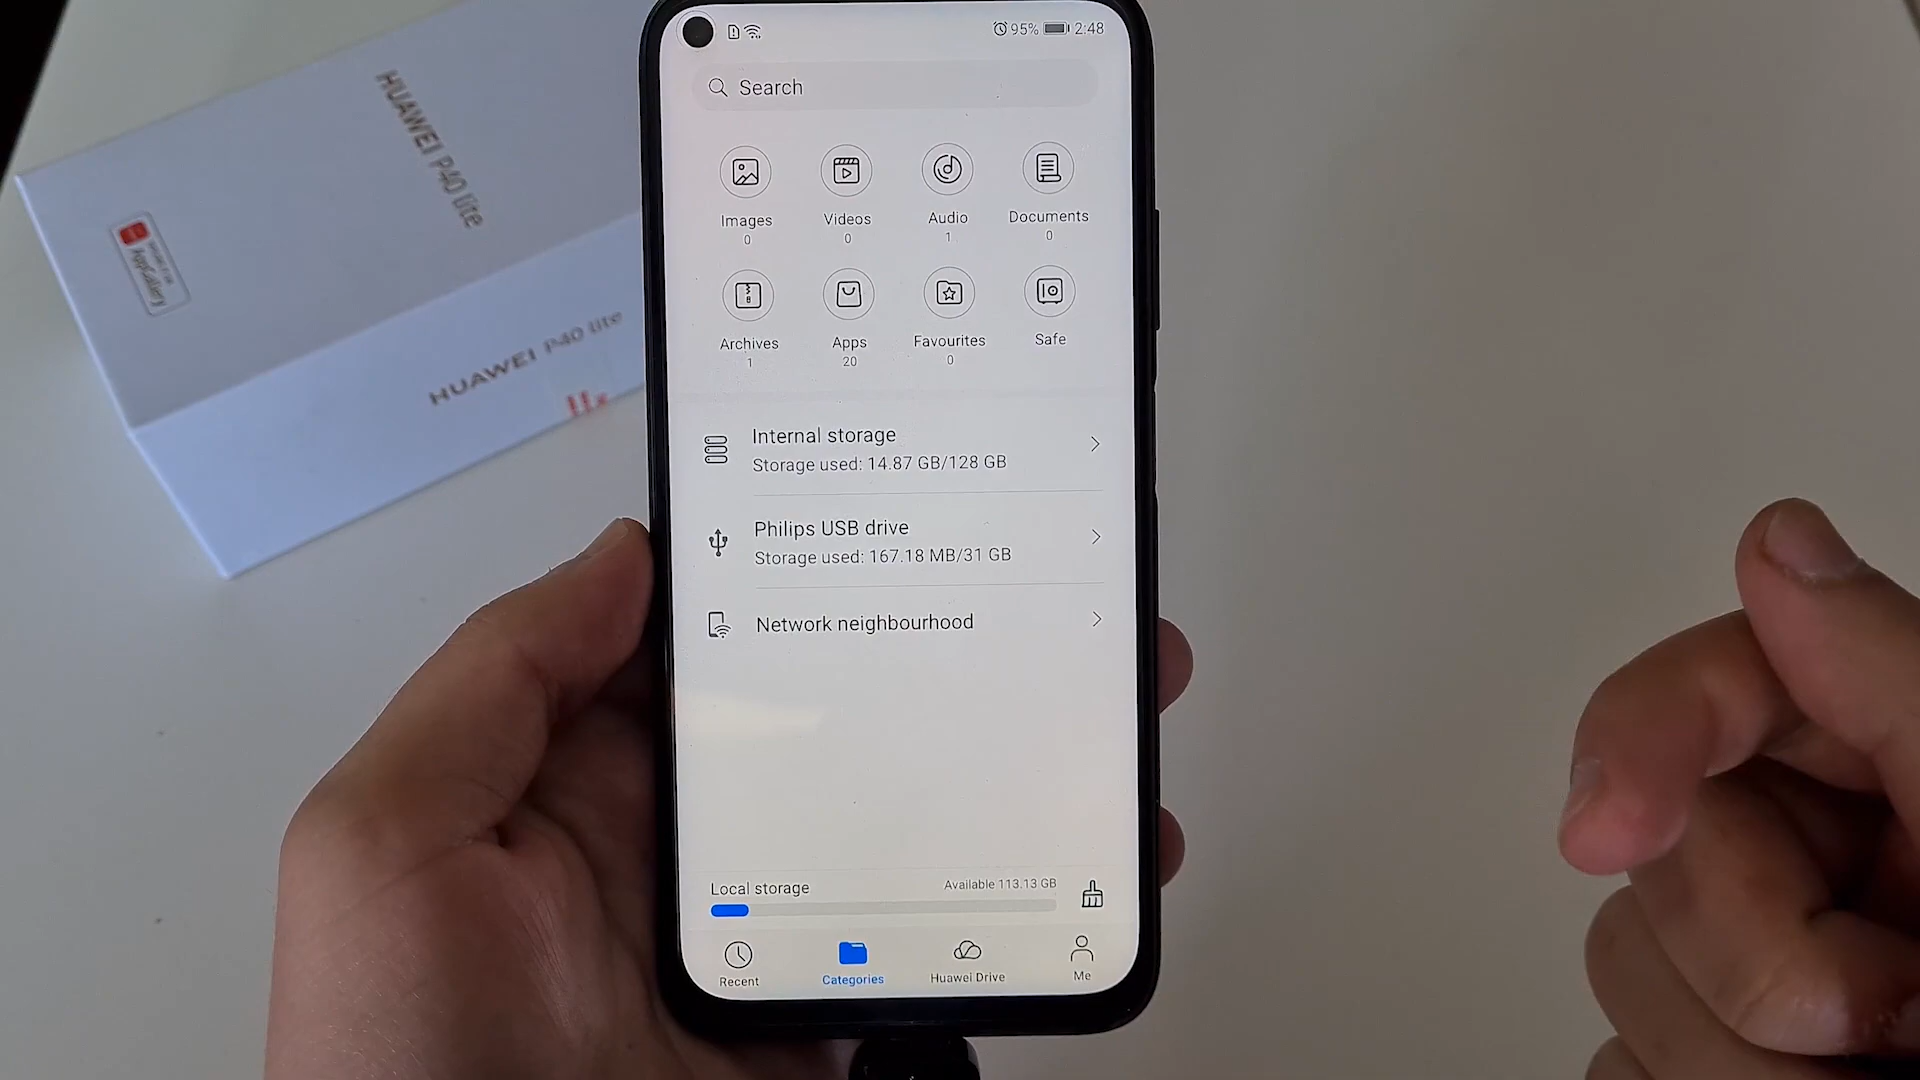 HUAWEI P40 lite
AppGallery
HUAWEI P40 lite
95% 2:48
Search
Images
0
Videos
0
Audio
1
Documents
0
Archives
1
Apps
20
Favourites
0
Safe
Internal storage
Storage used: 14.87 GB/128 GB
Philips USB drive
Storage used: 167.18 MB/31 GB
Network neighbourhood
Local storage
Available 113.13 GB
Recent
Categories
Huawei Drive
Me